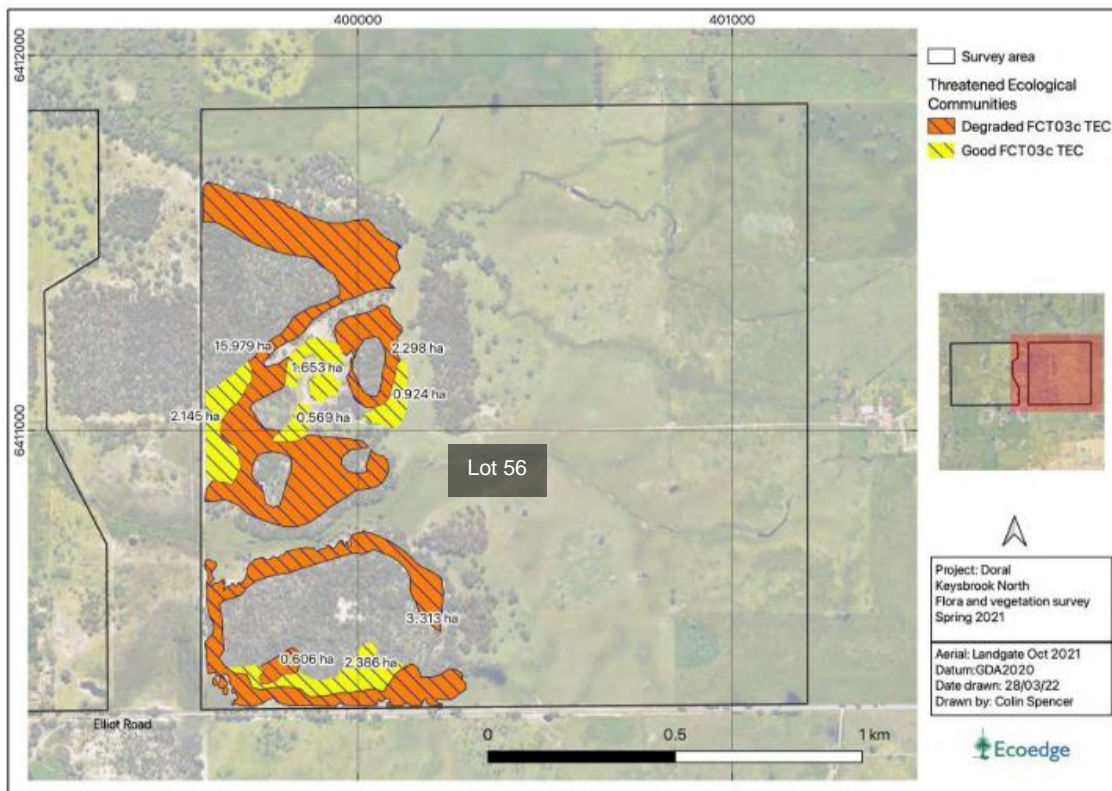 400000
401000
6412000
6411000
Survey area
Threatened Ecological
Communities
Degraded FCT03c TEC
Good FCT03c TEC
15.979 ha
1.653 ha
2.298 ha
0.924 ha
2.145 ha
0.569 ha
Lot 56
3.313 ha
0.606 ha
2.386 ha
Elliot Road
0
0.5
1 km
Project: Doral
Keysbrook North
Flora and vegetation survey
Spring 2021
Aerial: Landgate Oct 2021
Datum:GDA2020
Date drawn: 28/03/22
Drawn by: Colin Spencer
Ecoedge